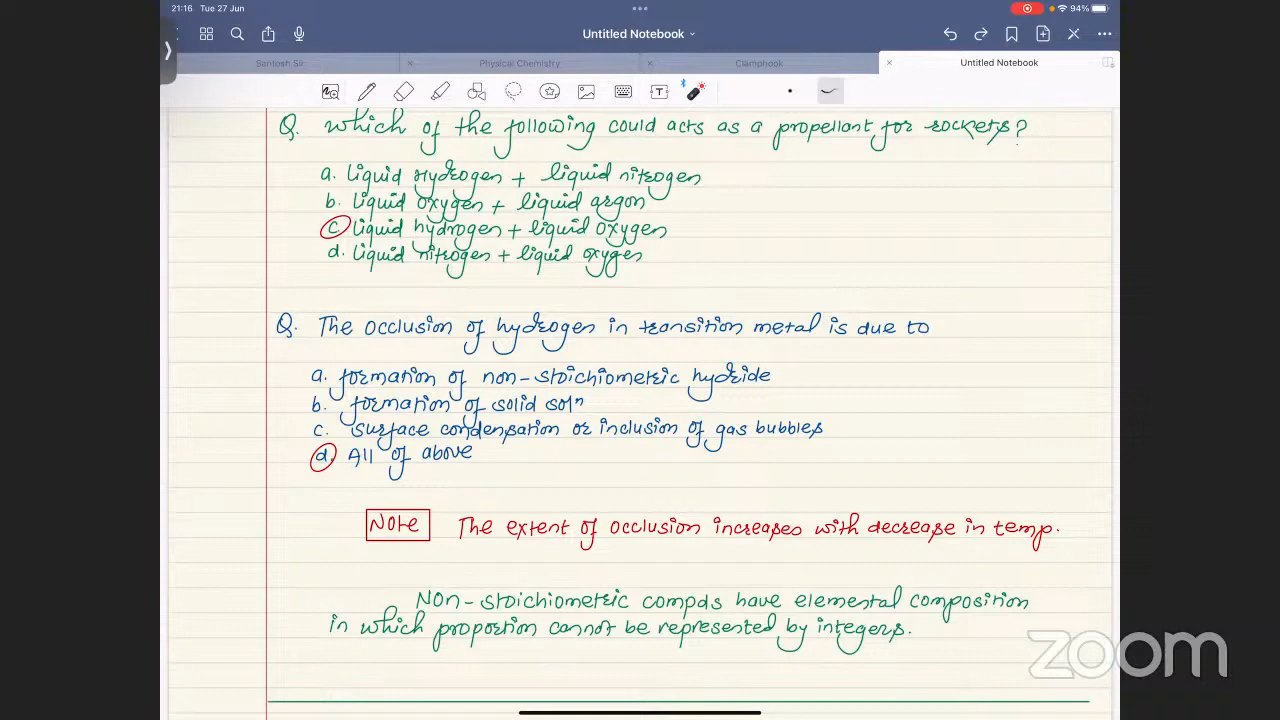 21:16 Tue 27 Jun
94%
Untitled Notebook
Santosh Sir
Physical Chemistry
Clamphook
Untitled Notebook
Q. which of the following could acts as a propellant for rockets?
a. liquid Hydrogen + liquid nitrogen
b. liquid oxygen + liquid argon
c. liquid hydrogen + liquid oxygen
d. liquid nitrogen + liquid oxygen
Q. The occlusion of hydrogen in transition metal is due to
a. formation of non-stoichiometric hydride
b. formation of solid solⁿ
c. surface condensation or inclusion of gas bubbles
d. All of above
Note The extent of occlusion increases with decrease in temp.
Non-stoichiometric compds have elemental composition
in which proportion cannot be represented by integers.
zoom